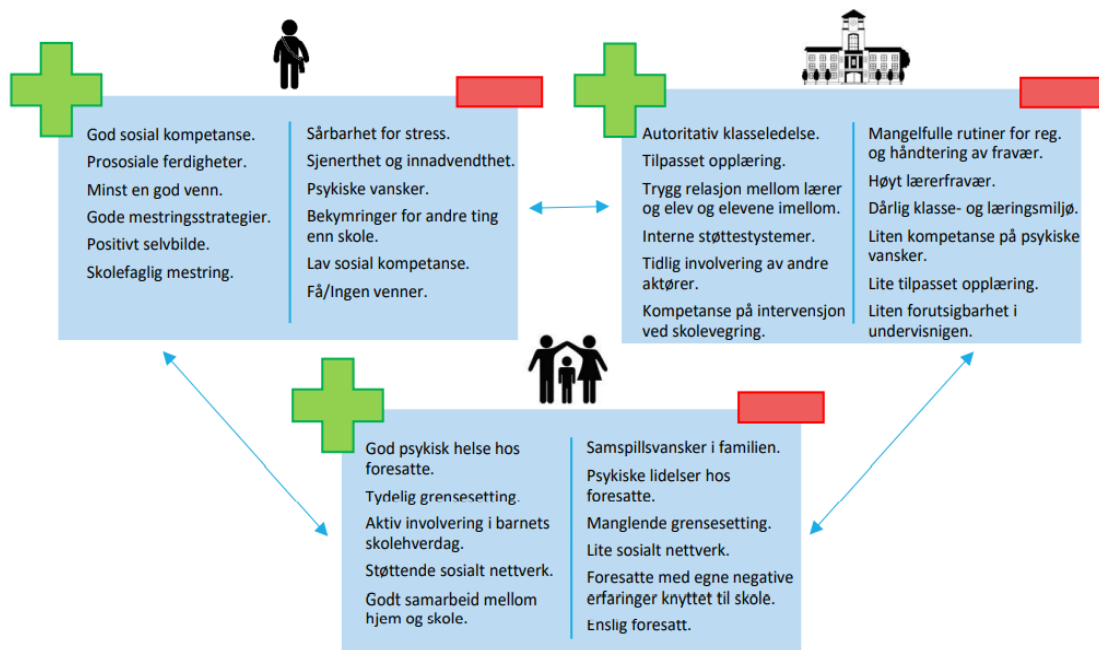 God sosial kompetanse.
Prososiale ferdigheter.
Minst en god venn.
Gode mestringsstrategier.
Positivt selvbilde.
Skolefaglig mestring.
Sårbarhet for stress.
Sjenerthet og innadvendthet.
Psykiske vansker.
Bekymringer for andre ting
enn skole.
Lav sosial kompetanse.
Få/Ingen venner.
Autoritativ klasseledelse.
Tilpasset opplæring.
Trygg relasjon mellom lærer
og elev og elevene imellom.
Interne støttesystemer.
Tidlig involvering av andre
aktører.
Kompetanse på intervensjon
ved skolevegring.
Mangelfulle rutiner for reg.
og håndtering av fravær.
Høyt lærerfravær.
Dårlig klasse- og læringsmiljø.
Liten kompetanse på psykiske
vansker.
Lite tilpasset opplæring.
Liten forutsigbarhet i
undervisnigen.
God psykisk helse hos
foresatte.
Tydelig grensesetting.
Aktiv involvering i barnets
skolehverdag.
Støttende sosialt nettverk.
Godt samarbeid mellom
hjem og skole.
Samspillsvansker i familien.
Psykiske lidelser hos
foresatte.
Manglende grensesetting.
Lite sosialt nettverk.
Foresatte med egne negative
erfaringer knyttet til skole.
Enslig foresatt.